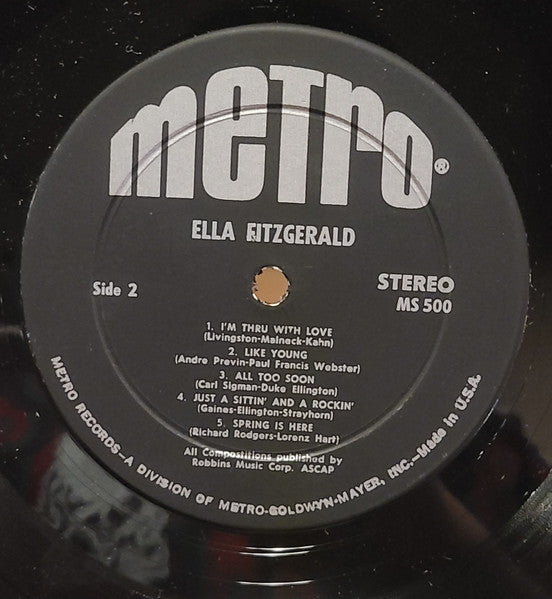 metro®
ELLA FITZGERALD
Side 2
STEREO
MS 500
1. I'M THRU WITH LOVE
(Livingston-Malneck-Kahn)
2. LIKE YOUNG
(Andre Previn-Paul Francis Webster)
3. ALL TOO SOON
(Carl Sigman-Duke Ellington)
4. JUST A SITTIN' AND A ROCKIN'
(Gaines-Ellington-Strayhorn)
5. SPRING IS HERE
(Richard Rodgers-Lorenz Hart)
All Compostitions published by
Robbins Music Corp. ASCAP
METRO RECORDS—A DIVISION OF METRO-GOLDWYN-MAYER, INC.—Made in U.S.A.